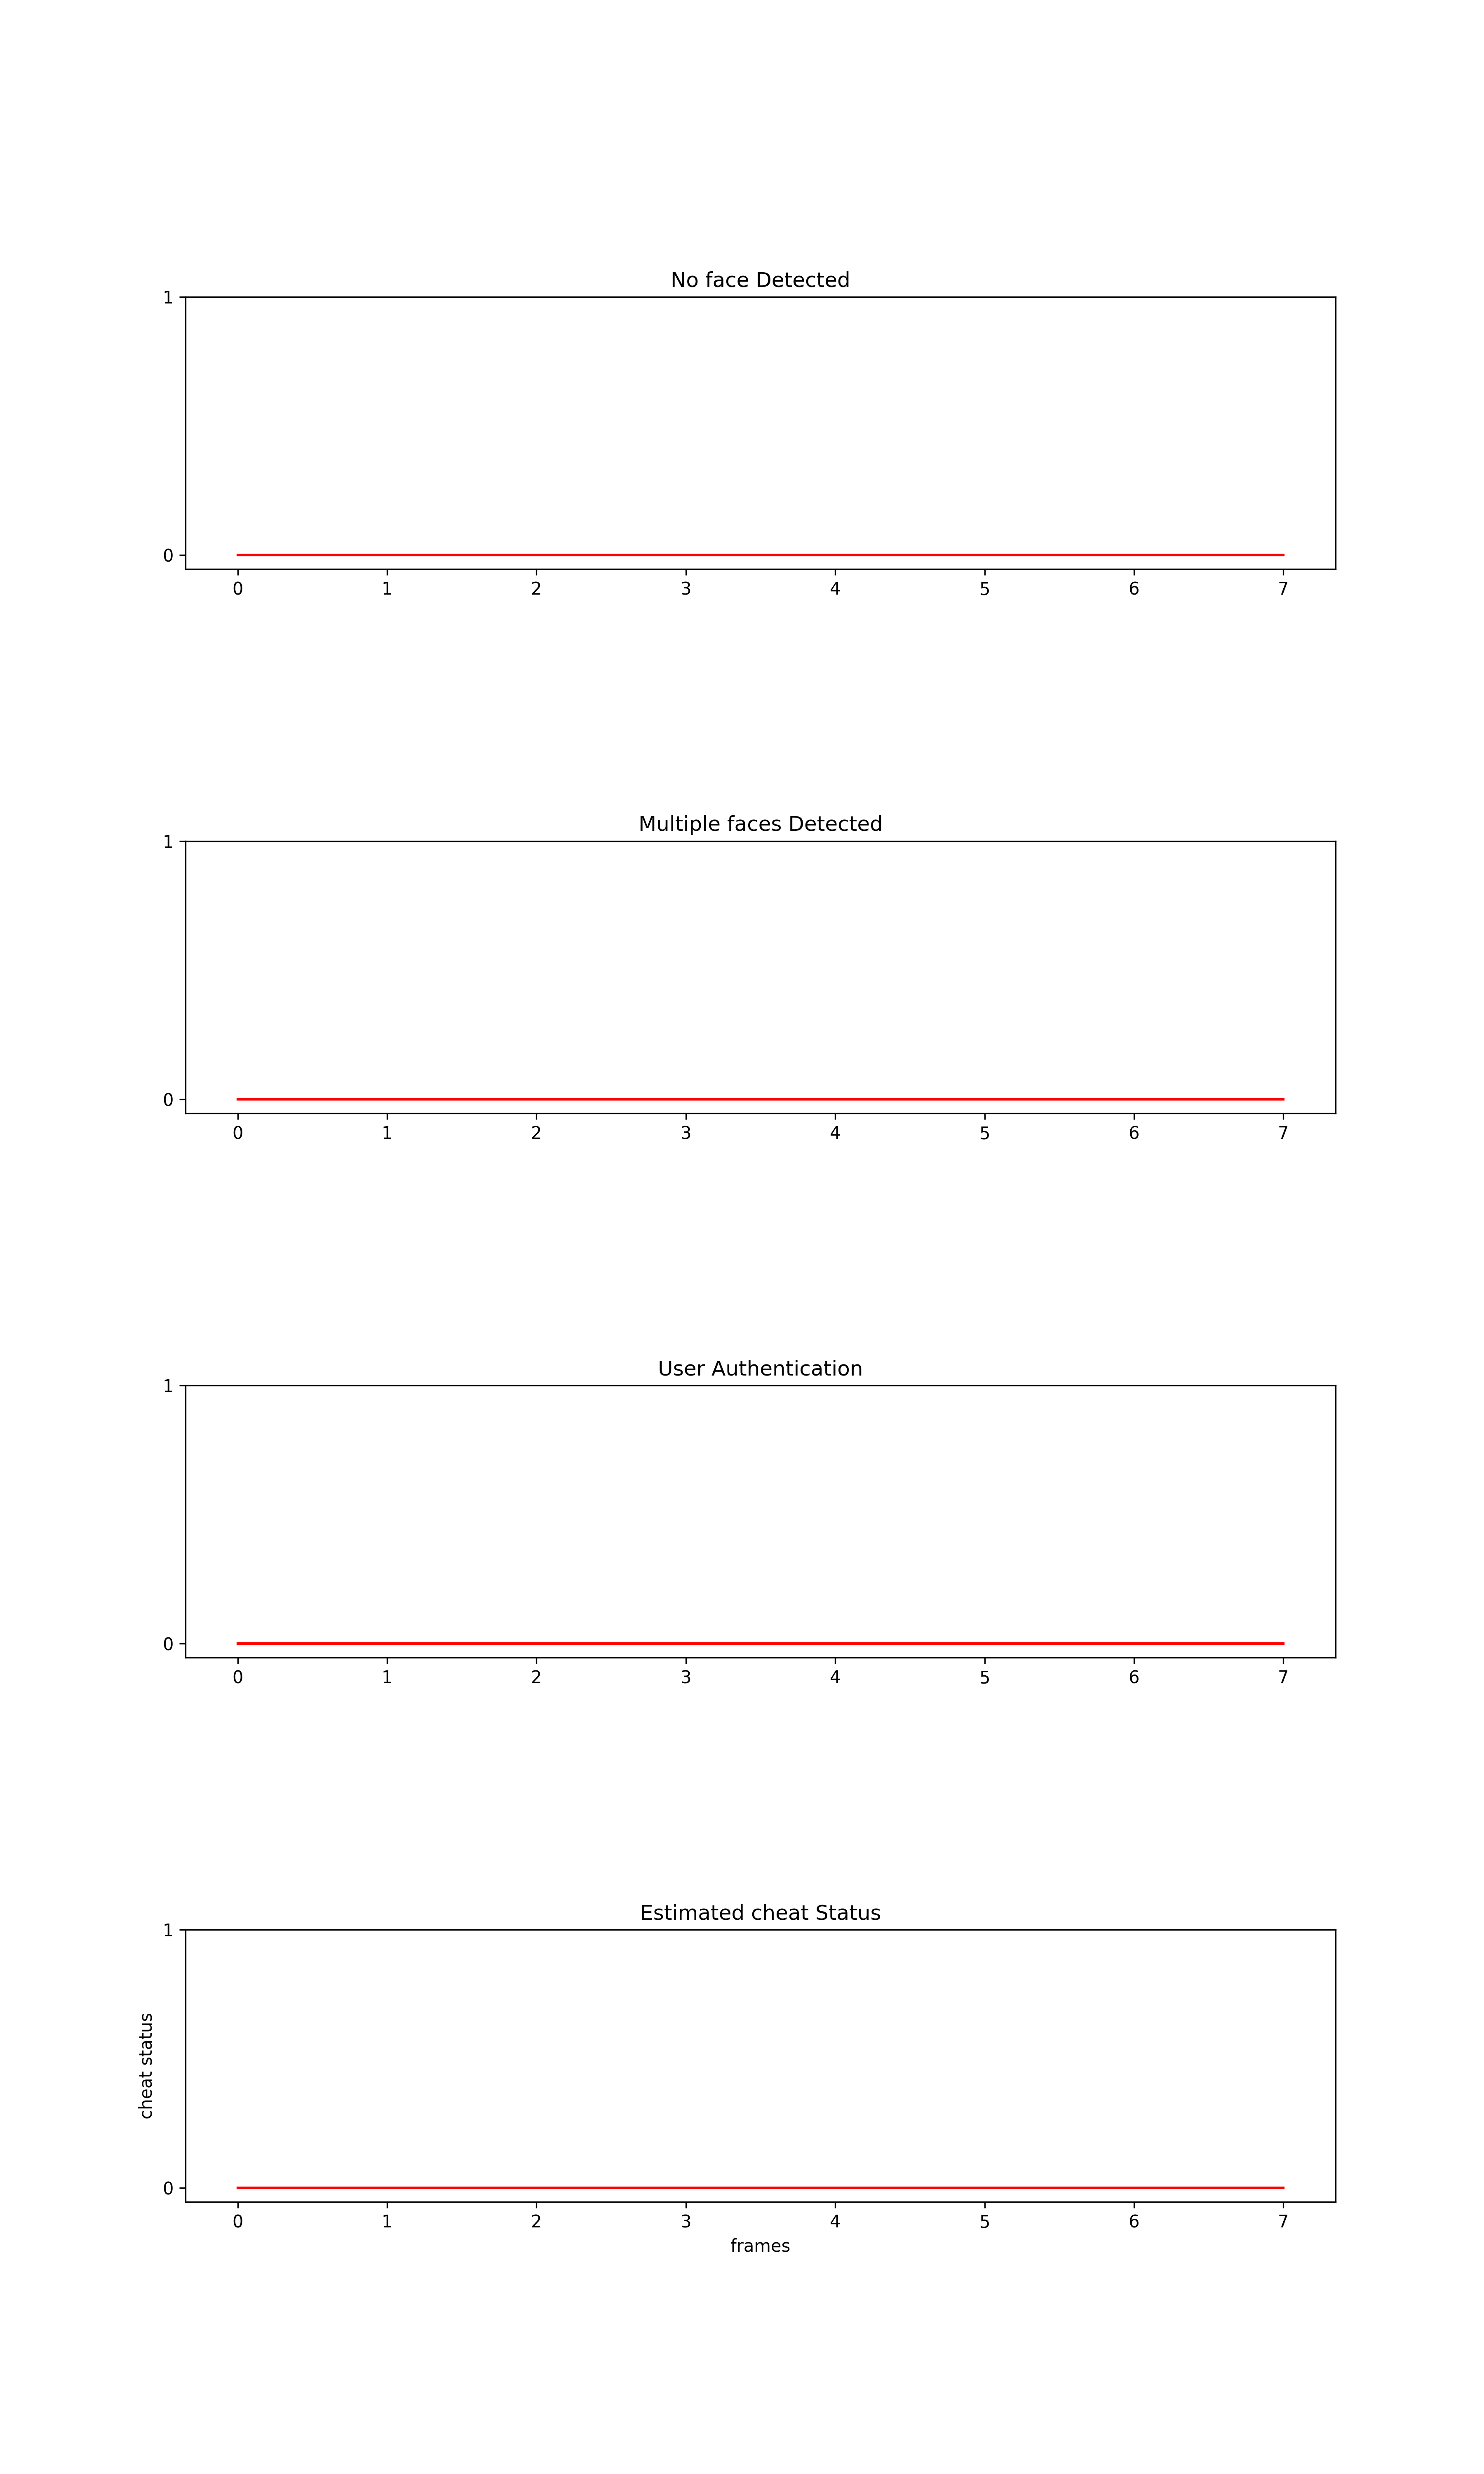 No face Detected
1
0
0 1 2 3 4 5 6 7
Multiple faces Detected
1
0
0 1 2 3 4 5 6 7
User Authentication
1
0
0 1 2 3 4 5 6 7
Estimated cheat Status
1
cheat status
0
0 1 2 3 4 5 6 7
frames